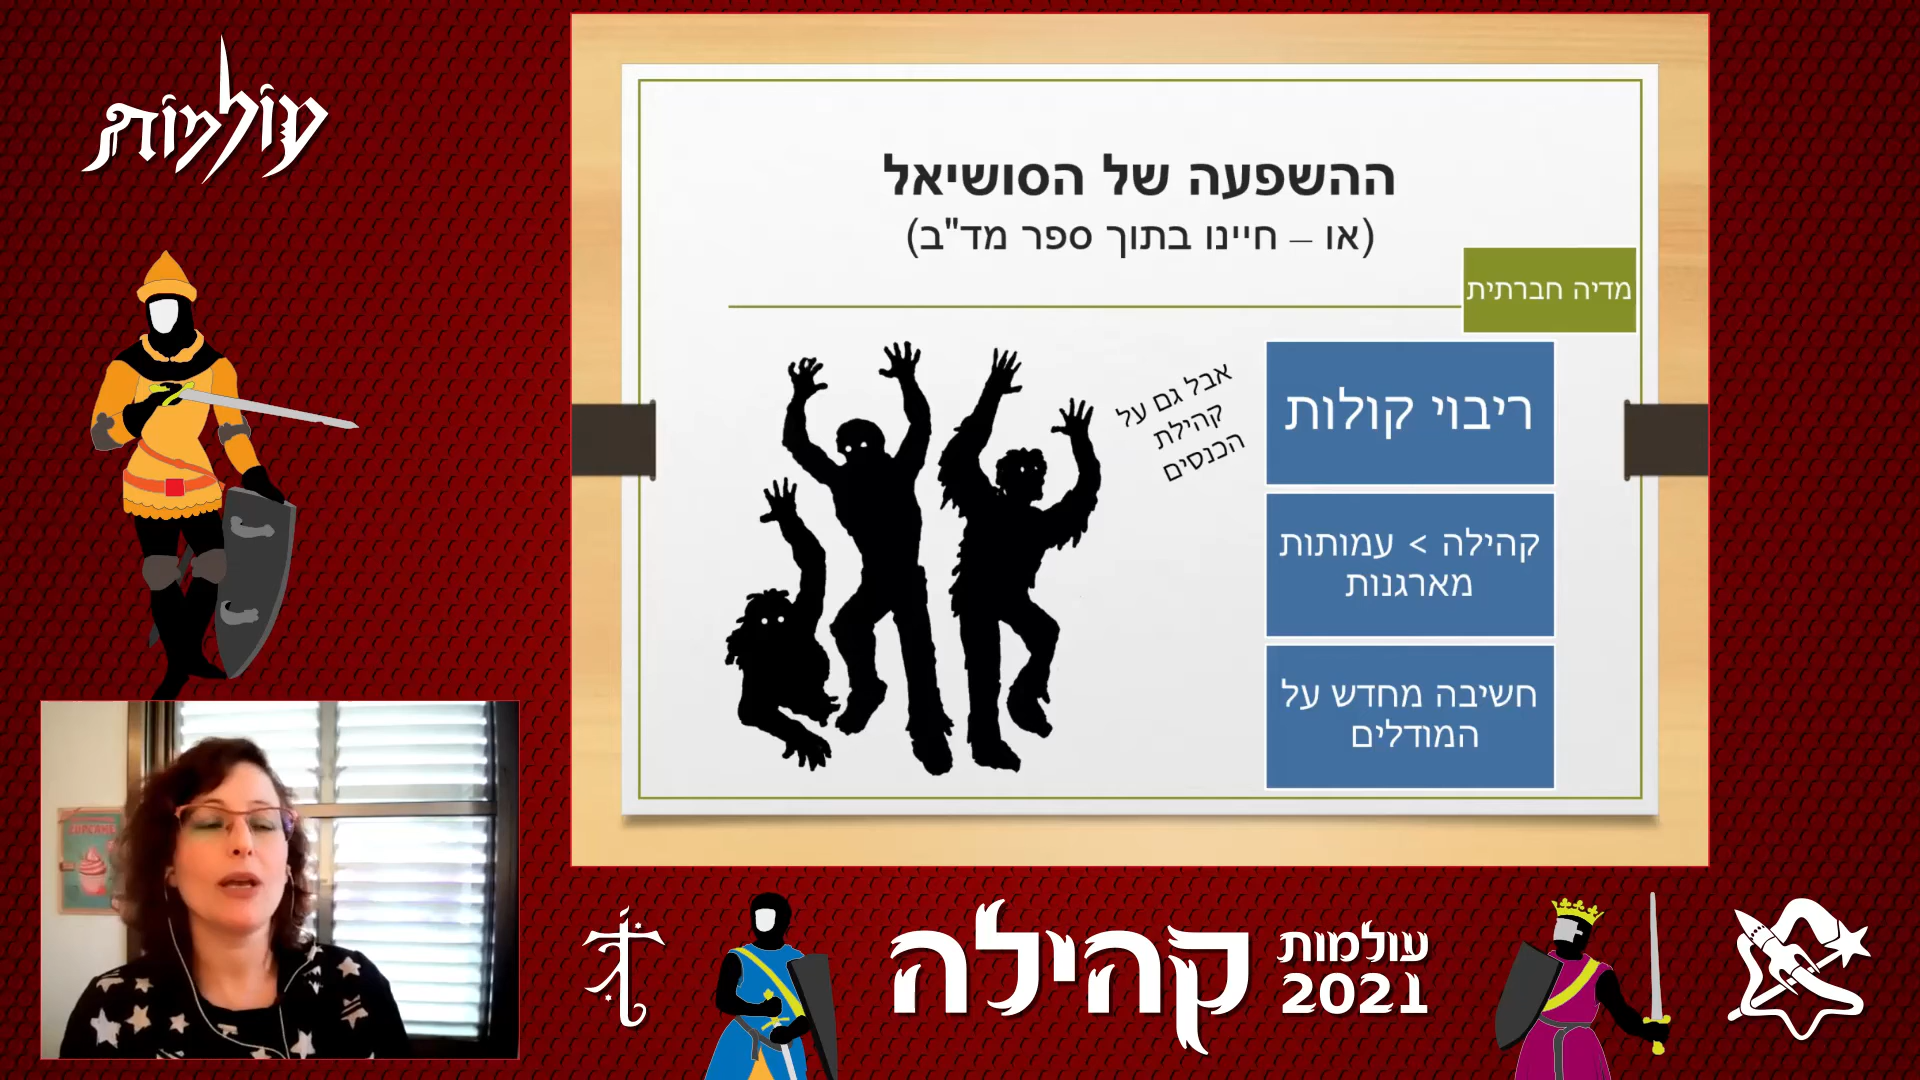 עולמות
ההשפעה של הסושיאל
(או – חיינו בתוך ספר מד"ב)
מדיה חברתית
אבל גם על
קהילת
הכנסים
ריבוי קולות
קהילה > עמותות
מארגנות
חשיבה מחדש על
המודלים
CUPCAKE
קהילה
עולמות
2021